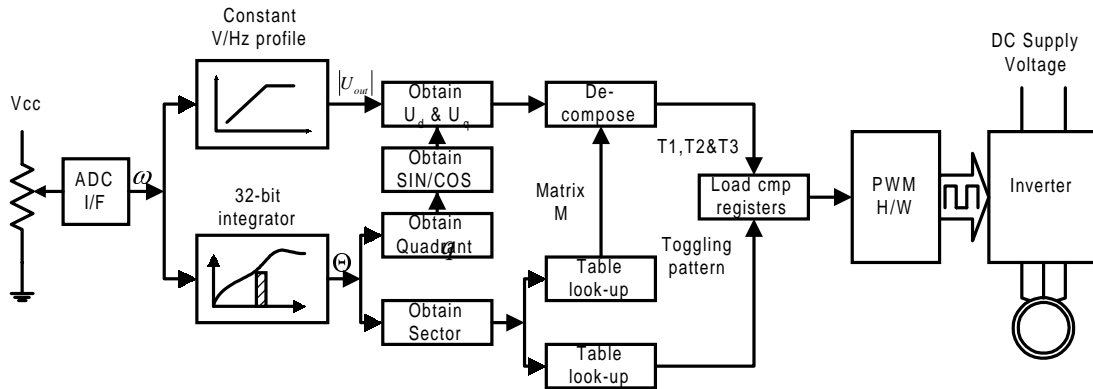 Constant
V/Hz profile
DC Supply
Voltage
Vcc
|U_out|
Obtain
U_d & U_q
De-
compose
ADC
I/F
ω
Obtain
SIN/COS
T1,T2&T3
Load cmp
registers
PWM
H/W
Inverter
32-bit
integrator
Matrix
M
Obtain
Quadrant
Θ
Toggling
pattern
Table
look-up
Obtain
Sector
Table
look-up